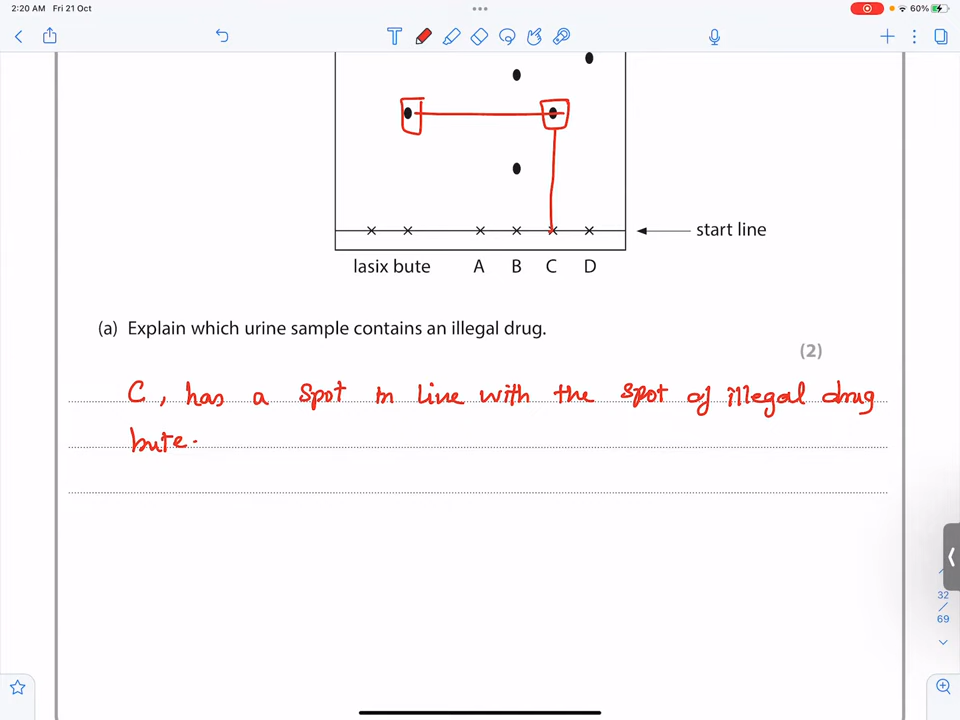 2:20 AM Fri 21 Oct
60%
start line
lasix bute A B C D
(a) Explain which urine sample contains an illegal drug.
(2)
C, has a spot in line with the spot of illegal drug
bute.
32
/
69